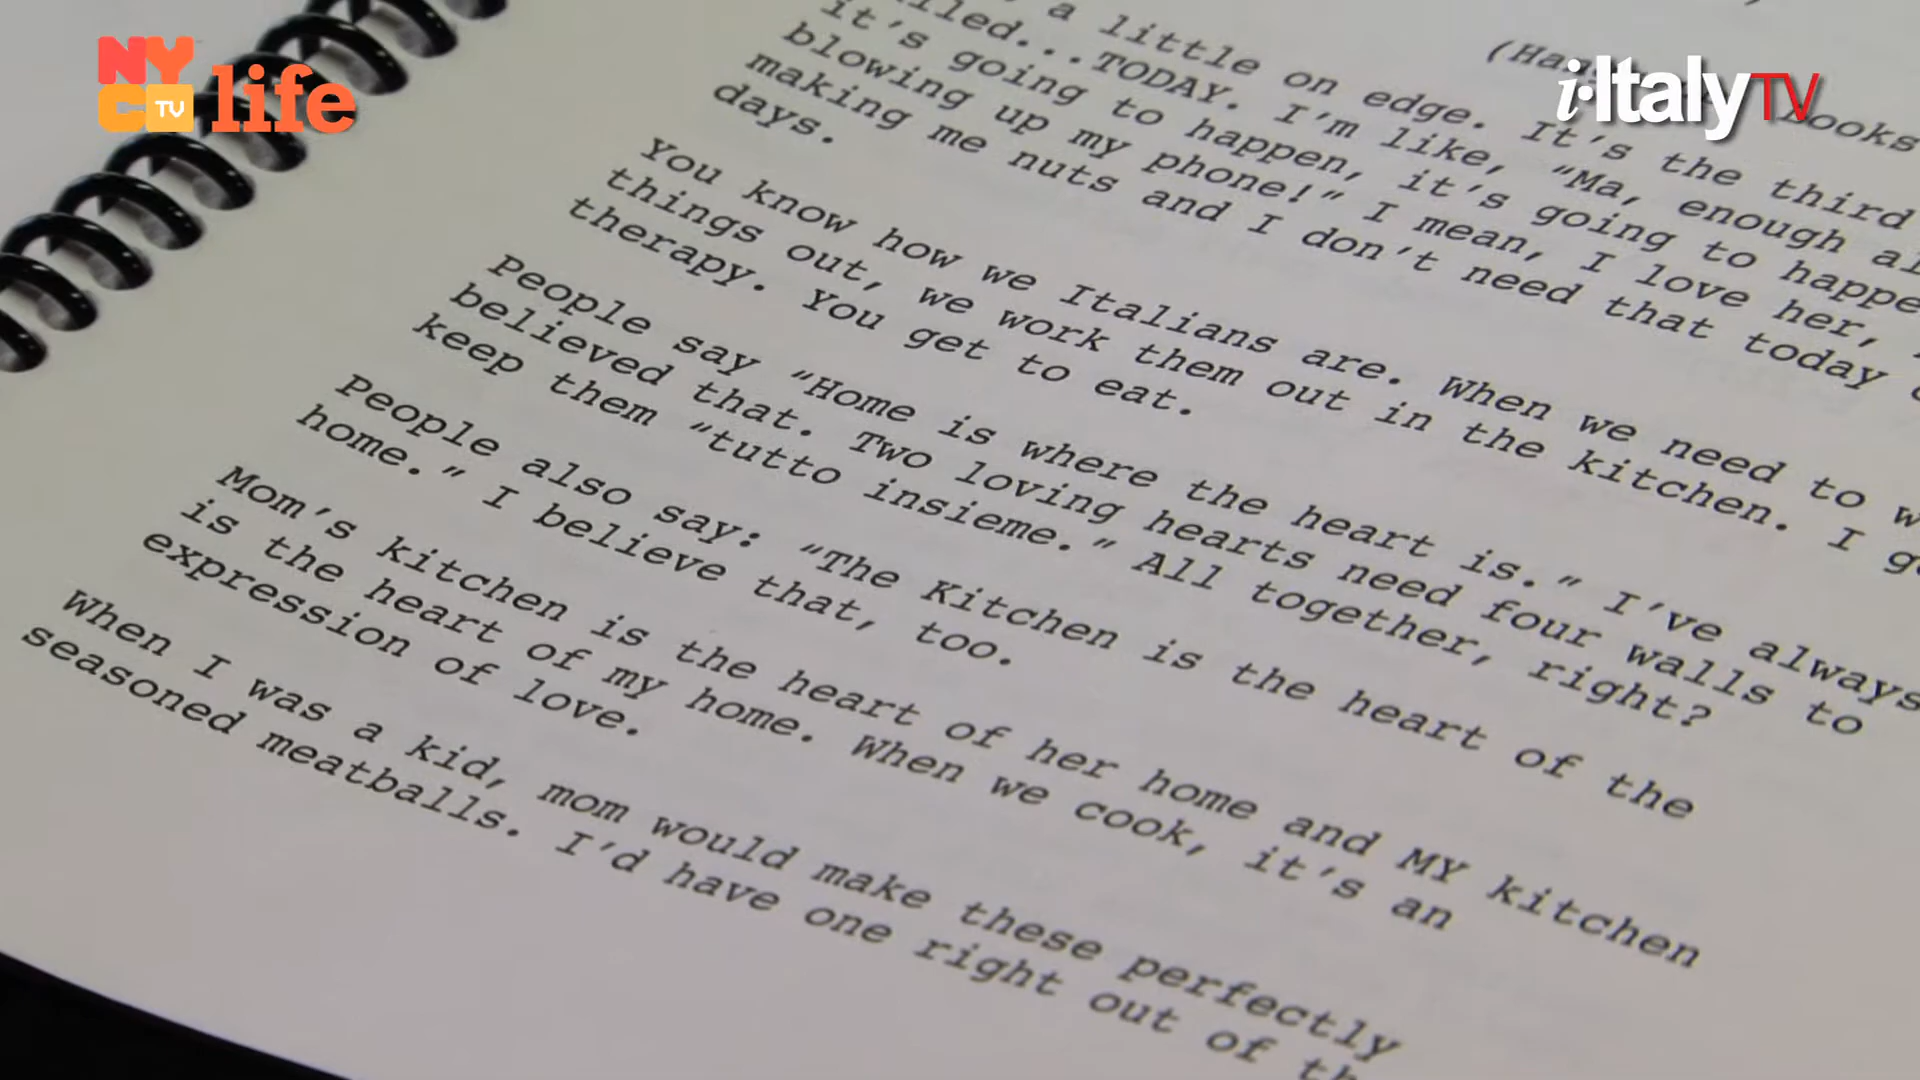 NYC TV life
i·Italy TV
(Hang
Looks
a little on edge. It's the third
...TODAY. I'm like, "Ma, enough
it's going to happen, it's going to happen
blowing up my phone!" I mean, I love her,
making me nuts and I don't need that today
days.
You know how we Italians are. When we need to
things out, we work them out in the kitchen. I
therapy. You get to eat.
People say "Home is where the heart is." I've always
believed that. Two loving hearts need four walls to
keep them "tutto insieme." All together, right?
People also say: "The Kitchen is the heart of the
home." I believe that, too.
Mom's kitchen is the heart of her home and MY kitchen
is the heart of my home. When we cook, it's an
expression of love.
When I was a kid, mom would make these perfectly
seasoned meatballs. I'd have one right out of